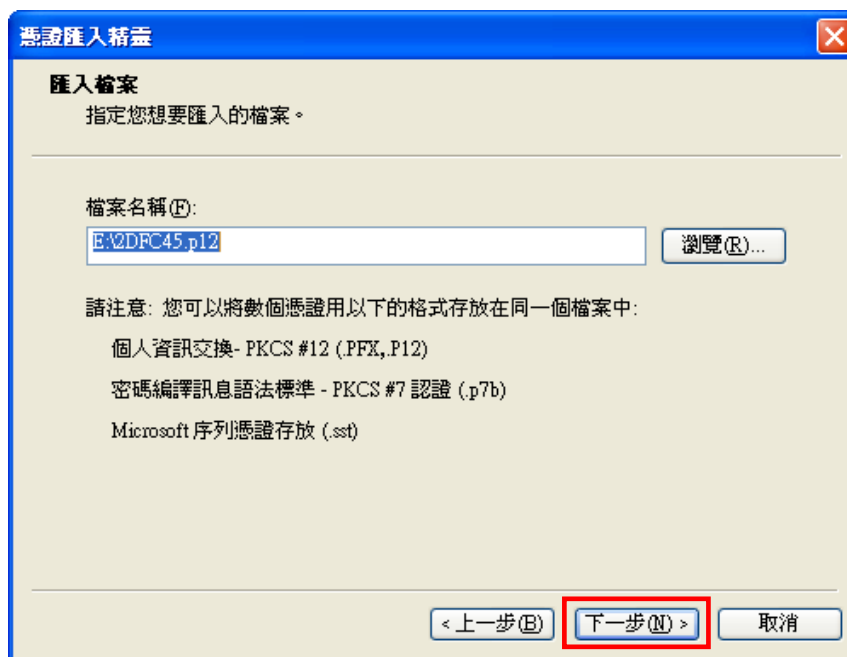 憑證匯入精靈
匯入檔案
指定您想要匯入的檔案。
檔案名稱(F):
E:\2DFC45.p12
瀏覽(R)...
請注意: 您可以將數個憑證用以下的格式存放在同一個檔案中:
個人資訊交換- PKCS #12 (.PFX,.P12)
密碼編譯訊息語法標準 - PKCS #7 認證 (.p7b)
Microsoft 序列憑證存放 (.sst)
< 上一步(B)
下一步(N) >
取消